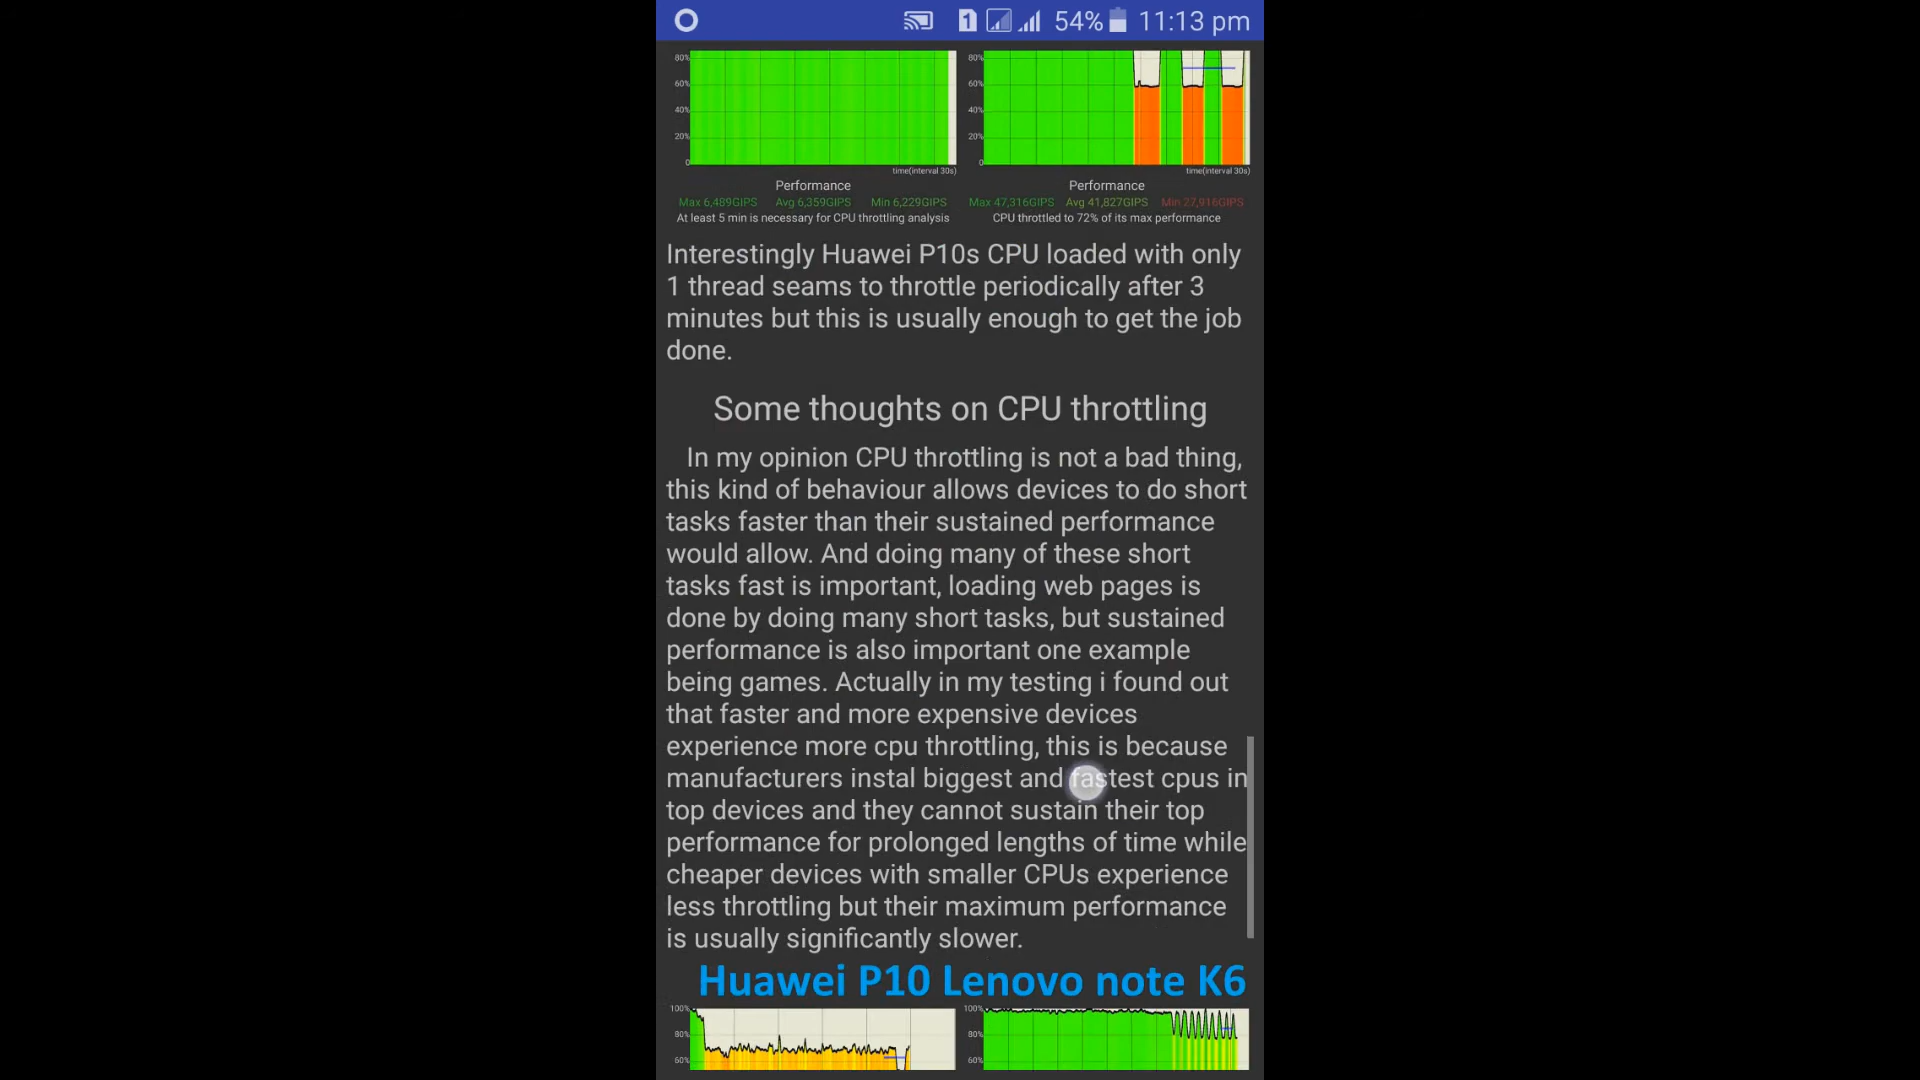 1 54% 11:13 pm
80% 80%
60% 60%
40% 40%
20% 20%
0 0
time(interval 30s) time(interval 30s)
Performance Performance
Max 6,489GIPS Avg 6,359GIPS Min 6,229GIPS Max 47,316GIPS Avg 41,827GIPS Min 27,916GIPS
At least 5 min is necessary for CPU throttling analysis CPU throttled to 72% of its max performance
Interestingly Huawei P10s CPU loaded with only
1 thread seams to throttle periodically after 3
minutes but this is usually enough to get the job
done.
Some thoughts on CPU throttling
In my opinion CPU throttling is not a bad thing,
this kind of behaviour allows devices to do short
tasks faster than their sustained performance
would allow. And doing many of these short
tasks fast is important, loading web pages is
done by doing many short tasks, but sustained
performance is also important one example
being games. Actually in my testing i found out
that faster and more expensive devices
experience more cpu throttling, this is because
manufacturers instal biggest and fastest cpus in
top devices and they cannot sustain their top
performance for prolonged lengths of time while
cheaper devices with smaller CPUs experience
less throttling but their maximum performance
is usually significantly slower.
Huawei P10 Lenovo note K6
100% 100%
80% 80%
60% 60%